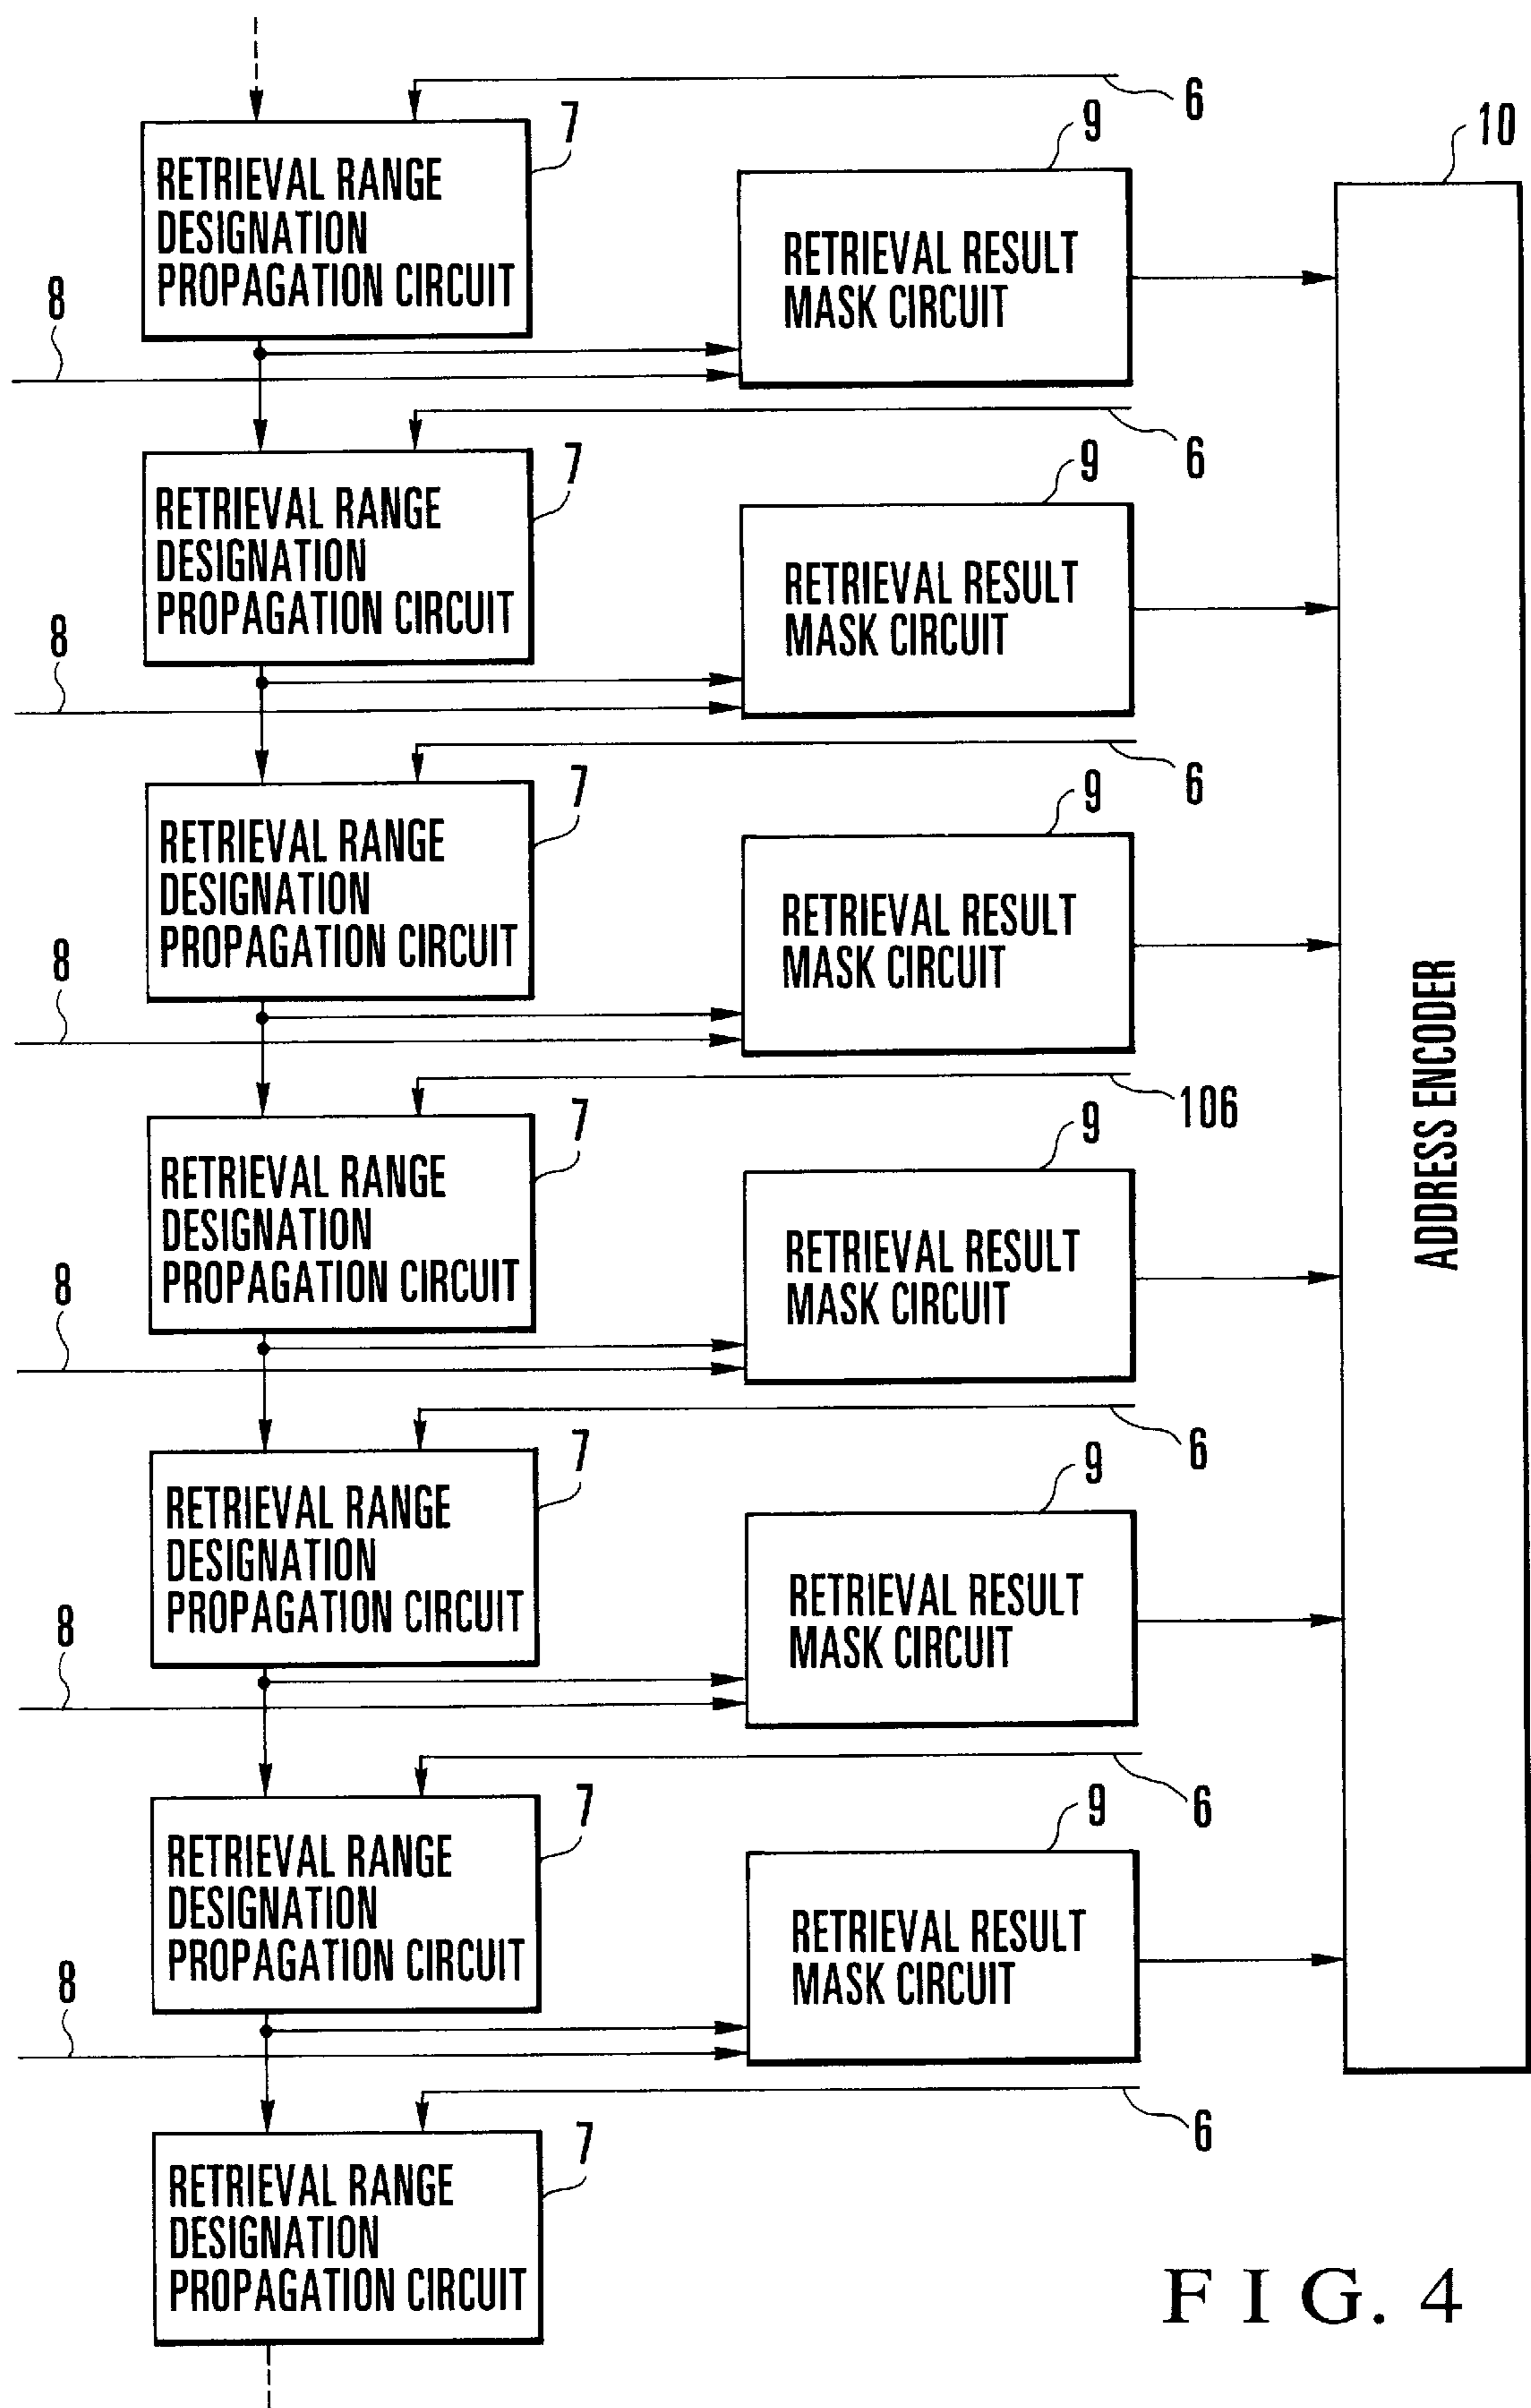 6
7
9
10
RETRIEVAL RANGE
DESIGNATION
PROPAGATION CIRCUIT
RETRIEVAL RESULT
MASK CIRCUIT
8
6
7
9
RETRIEVAL RANGE
DESIGNATION
PROPAGATION CIRCUIT
RETRIEVAL RESULT
MASK CIRCUIT
8
6
7
9
RETRIEVAL RANGE
DESIGNATION
PROPAGATION CIRCUIT
RETRIEVAL RESULT
MASK CIRCUIT
8
ADDRESS ENCODER
106
7
9
RETRIEVAL RANGE
DESIGNATION
PROPAGATION CIRCUIT
RETRIEVAL RESULT
MASK CIRCUIT
8
6
7
9
RETRIEVAL RANGE
DESIGNATION
PROPAGATION CIRCUIT
RETRIEVAL RESULT
MASK CIRCUIT
8
6
7
9
RETRIEVAL RANGE
DESIGNATION
PROPAGATION CIRCUIT
RETRIEVAL RESULT
MASK CIRCUIT
8
6
7
RETRIEVAL RANGE
DESIGNATION
PROPAGATION CIRCUIT
FIG. 4